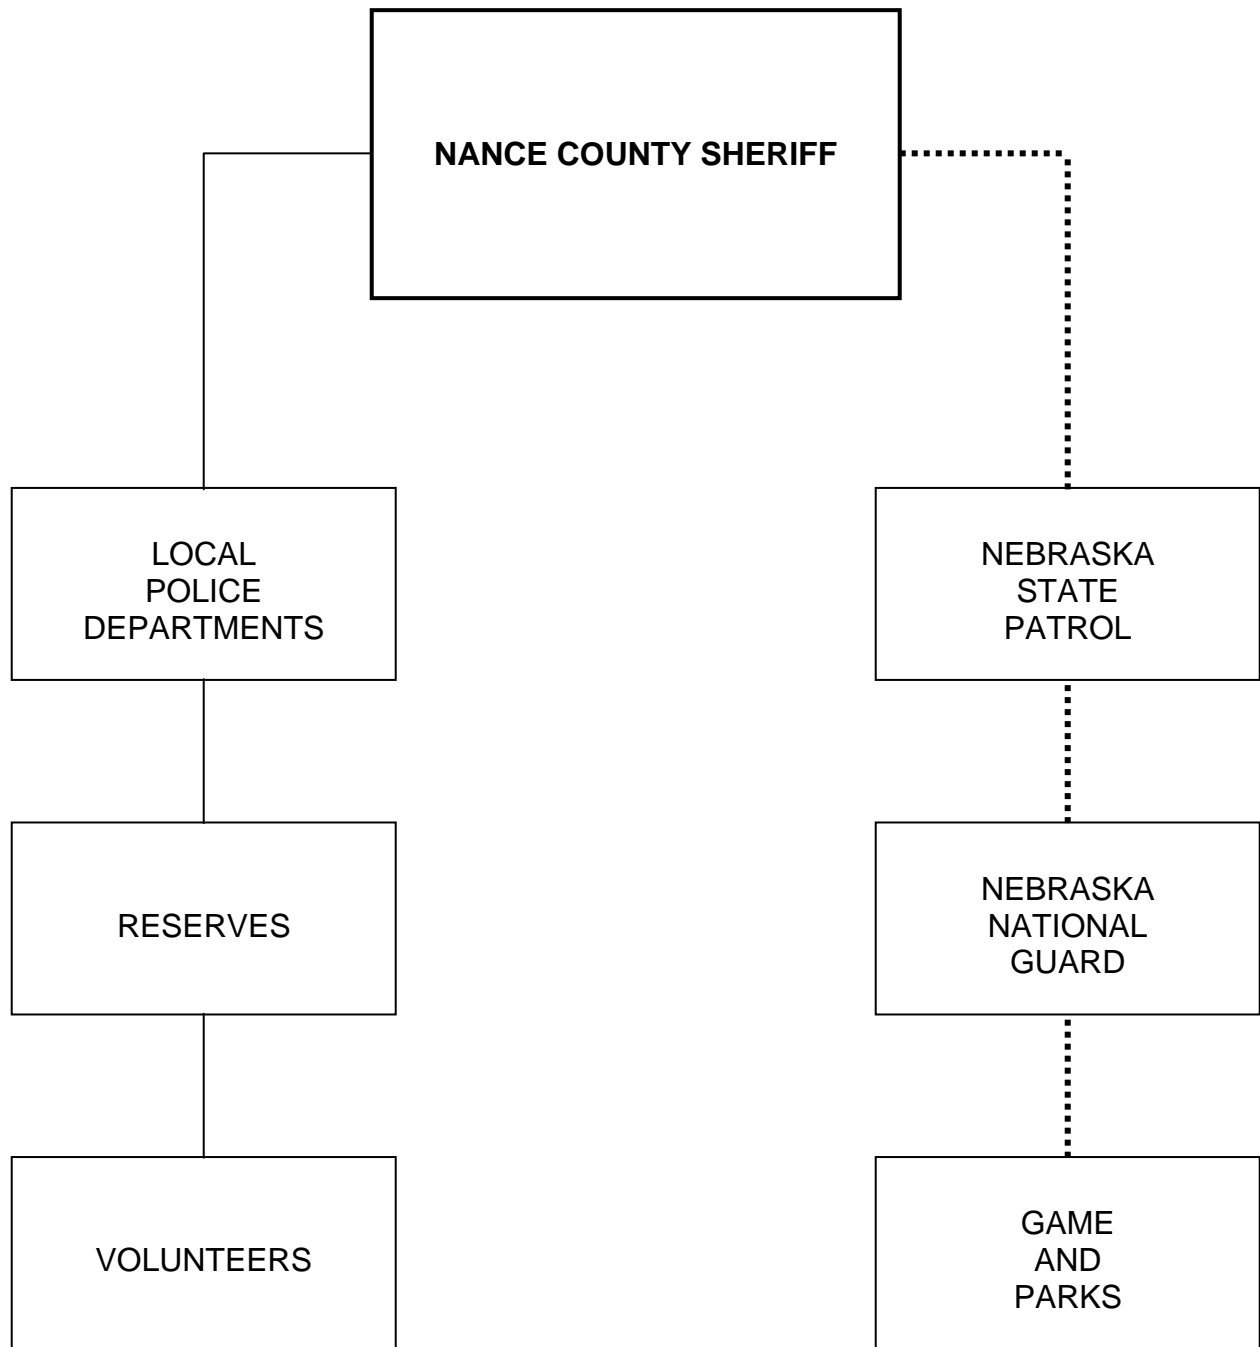 NANCE COUNTY SHERIFF
LOCAL
POLICE
DEPARTMENTS
NEBRASKA
STATE
PATROL
RESERVES
NEBRASKA
NATIONAL
GUARD
VOLUNTEERS
GAME
AND
PARKS